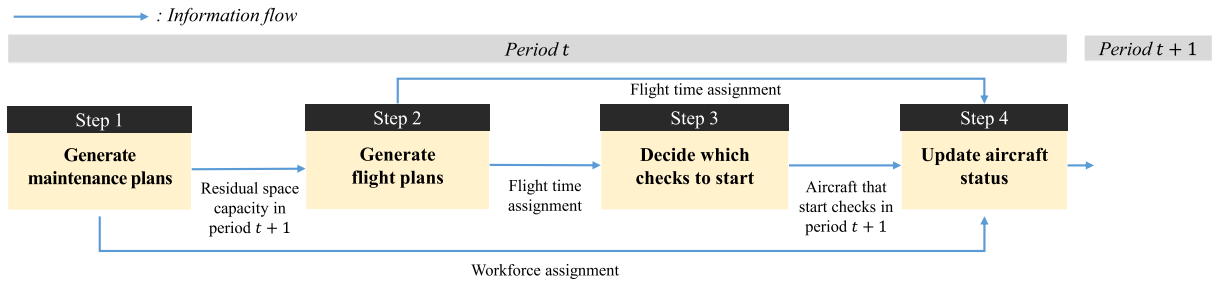 : Information flow
Period t
Period t + 1
Flight time assignment
Step 1
Step 2
Step 3
Step 4
Generate
maintenance plans
Generate
flight plans
Decide which
checks to start
Update aircraft
status
Residual space
capacity in
period t + 1
Flight time
assignment
Aircraft that
start checks in
period t + 1
Workforce assignment